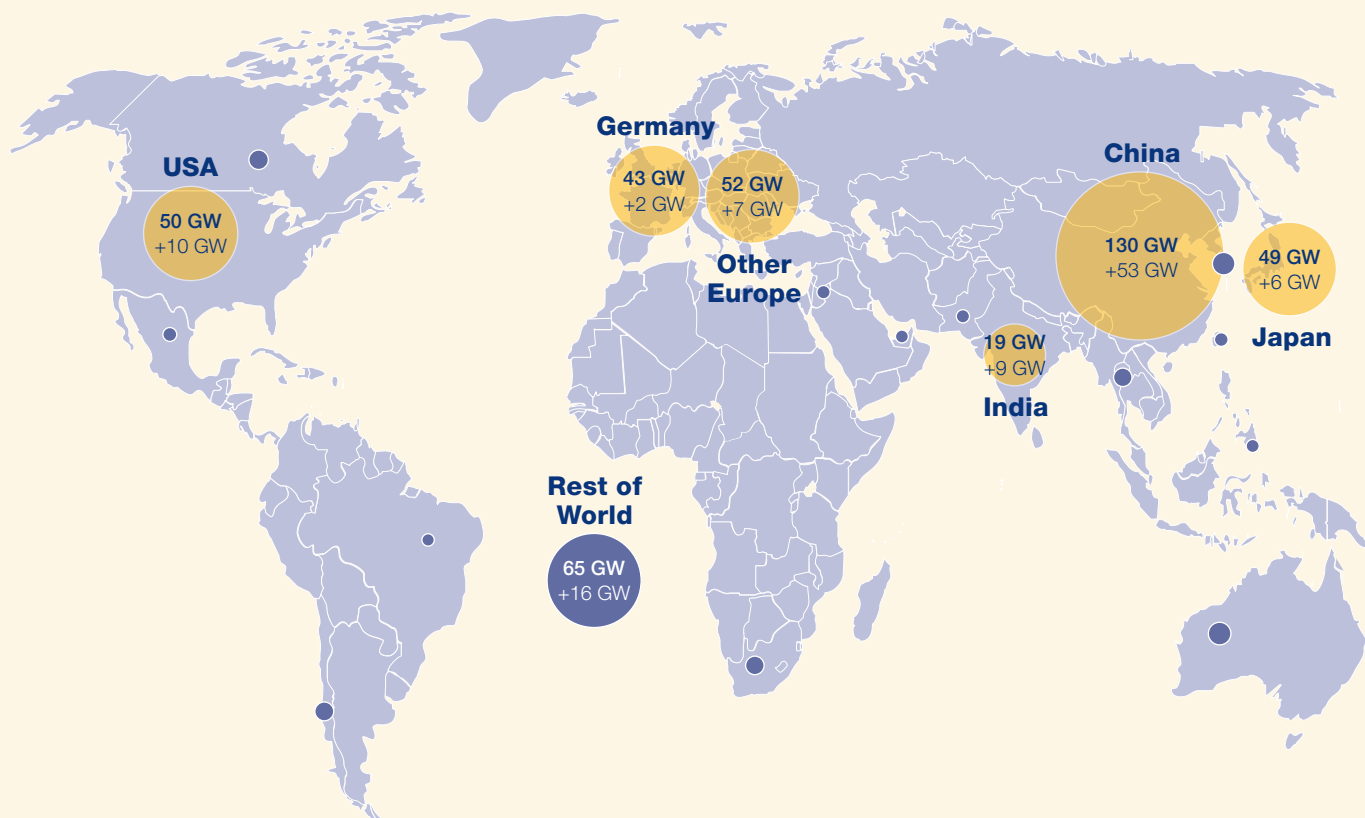 Germany
43 GW
+2 GW
52 GW
+7 GW
Other
Europe
USA
50 GW
+10 GW
China
130 GW
+53 GW
49 GW
+6 GW
Japan
19 GW
+9 GW
India
Rest of
World
65 GW
+16 GW